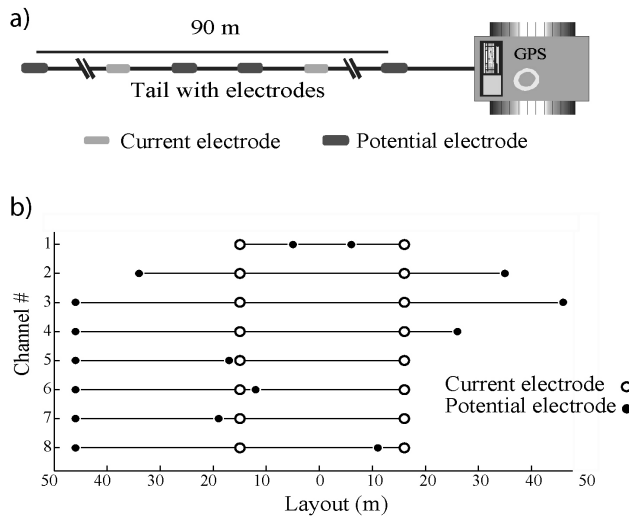 a)
90 m
GPS
Tail with electrodes
Current electrode Potential electrode
b)
Channel #
1
2
3
4
5
6
7
8
Current electrode
Potential electrode
50 40 30 20 10 0 10 20 30 40 50
Layout (m)